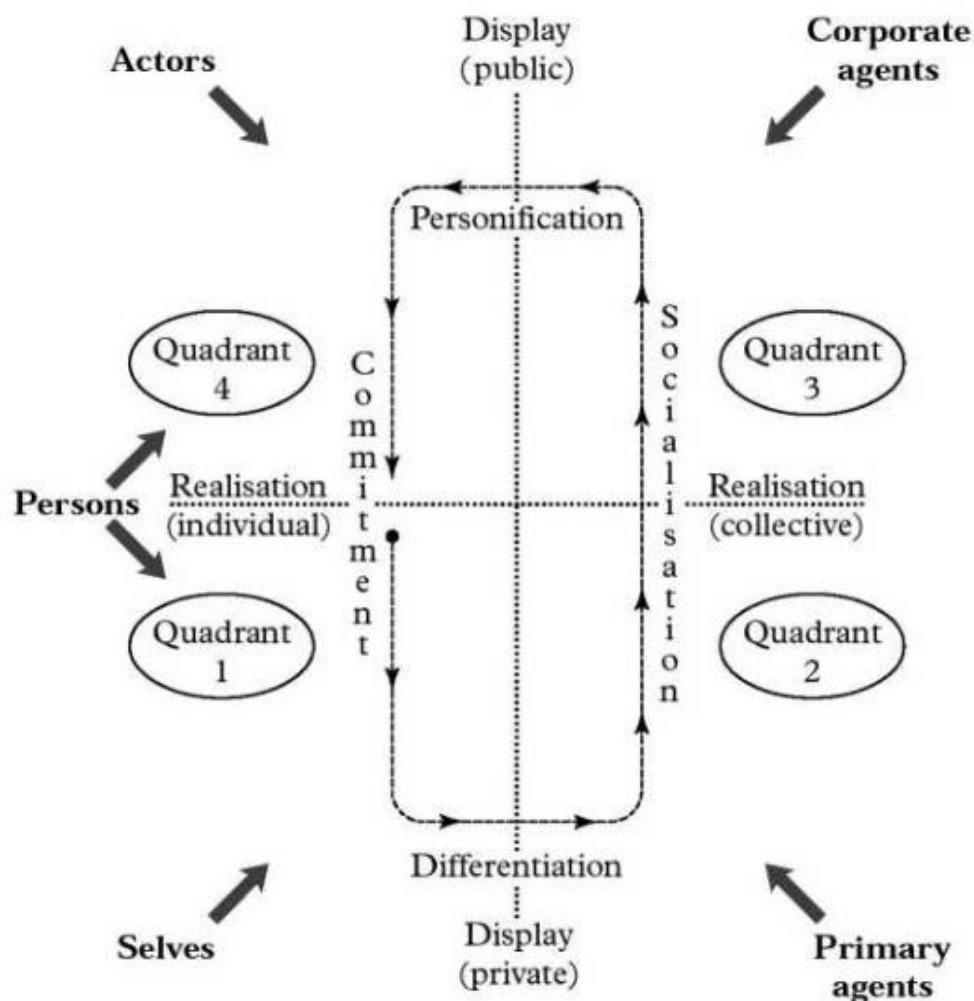 Display
(public)
Actors
Corporate
agents
Personification
Quadrant
4
Commitment
Socialisation
Quadrant
3
Persons
Realisation
(individual)
Realisation
(collective)
Quadrant
1
Quadrant
2
Differentiation
Selves
Display
(private)
Primary
agents